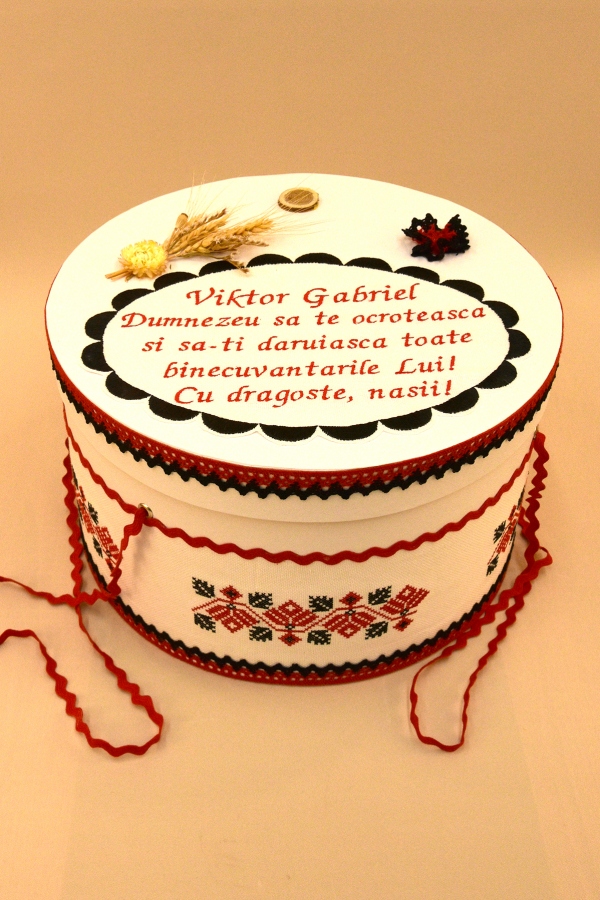 Viktor Gabriel
Dumnezeu sa te ocroteasca
si sa-ti daruiasca toate
binecuvantarile Lui!
Cu dragoste, nasii!